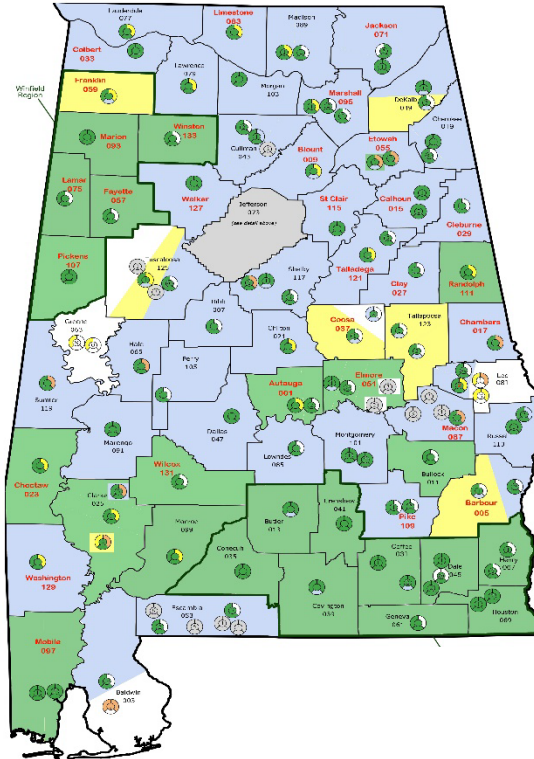 Lauderdale
077
Limestone
083
Madison
089
Jackson
071
Colbert
033
Lawrence
079
Morgan
103
Franklin
059
Marshall
095
DeKalb
049
Cherokee
019
Winfield
Region
Marion
093
Winston
133
Cullman
043
Blount
009
Etowah
055
Lamar
075
Fayette
057
Walker
127
Jefferson
073
(see detail above)
St Clair
115
Calhoun
015
Cleburne
029
Pickens
107
Tuscaloosa
125
Shelby
117
Talladega
121
Clay
027
Randolph
111
Bibb
007
Greene
063
Hale
065
Perry
105
Chilton
021
Coosa
037
Tallapoosa
123
Chambers
017
Sumter
119
Autauga
001
Elmore
051
Lee
081
Marengo
091
Dallas
047
Lowndes
085
Montgomery
101
Macon
087
Russel
113
Choctaw
023
Wilcox
131
Clarke
025
Bullock
011
Monroe
099
Butler
013
Crenshaw
041
Pike
109
Barbour
005
Washington
129
Conecuh
035
Coffee
031
Dale
045
Henry
067
Escambia
053
Covington
039
Geneva
061
Houston
069
Mobile
097
Baldwin
003